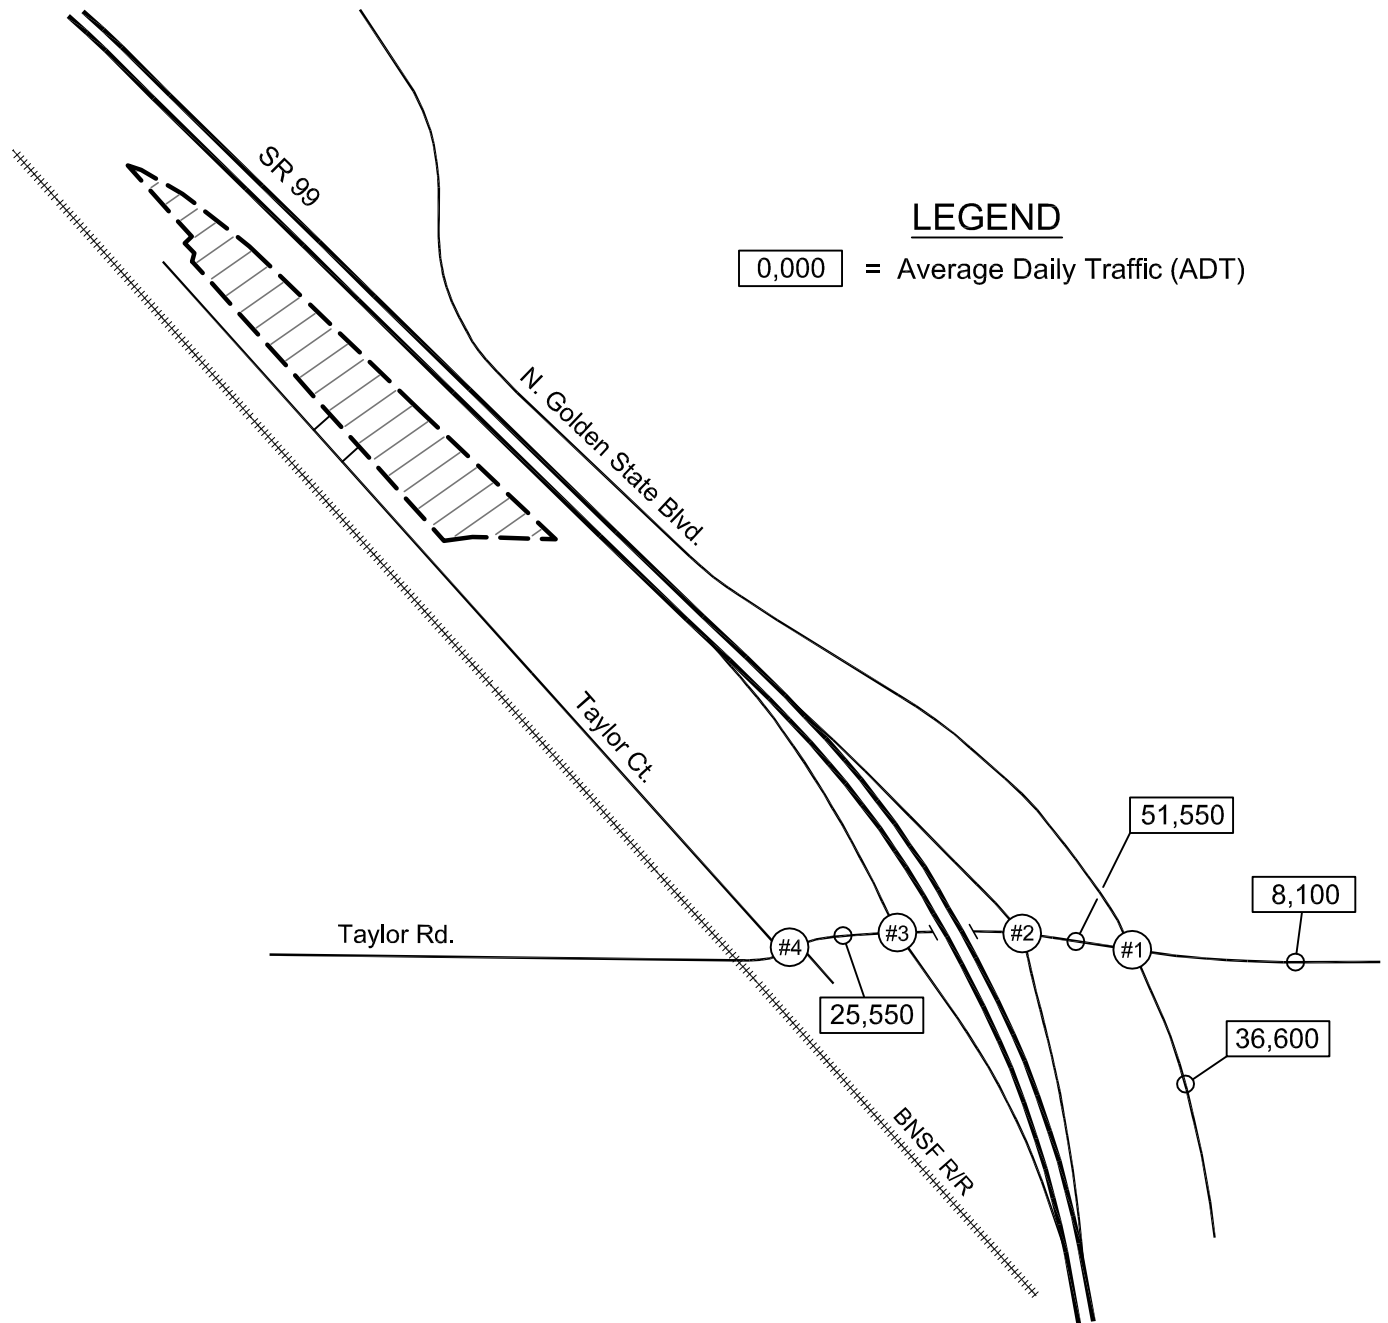 SR 99
LEGEND
0,000 = Average Daily Traffic (ADT)
N. Golden State Blvd.
Taylor Ct.
51,550
8,100
Taylor Rd.
#4
#3
#2
#1
25,550
36,600
BNSF R/R